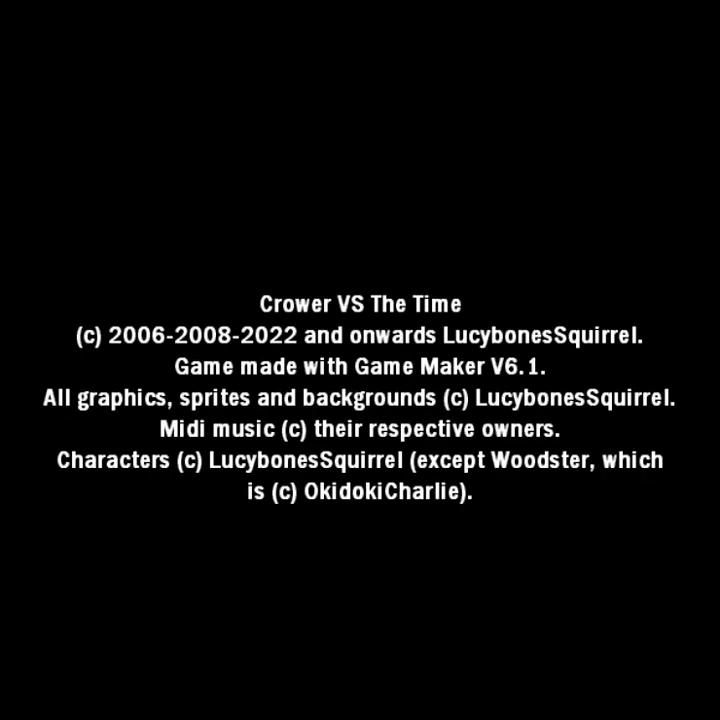 Crower VS The Time
(c) 2006-2008-2022 and onwards LucybonesSquirrel.
Game made with Game Maker V6.1.
All graphics, sprites and backgrounds (c) LucybonesSquirrel.
Midi music (c) their respective owners.
Characters (c) LucybonesSquirrel (except Woodster, which
is (c) OkidokiCharlie).